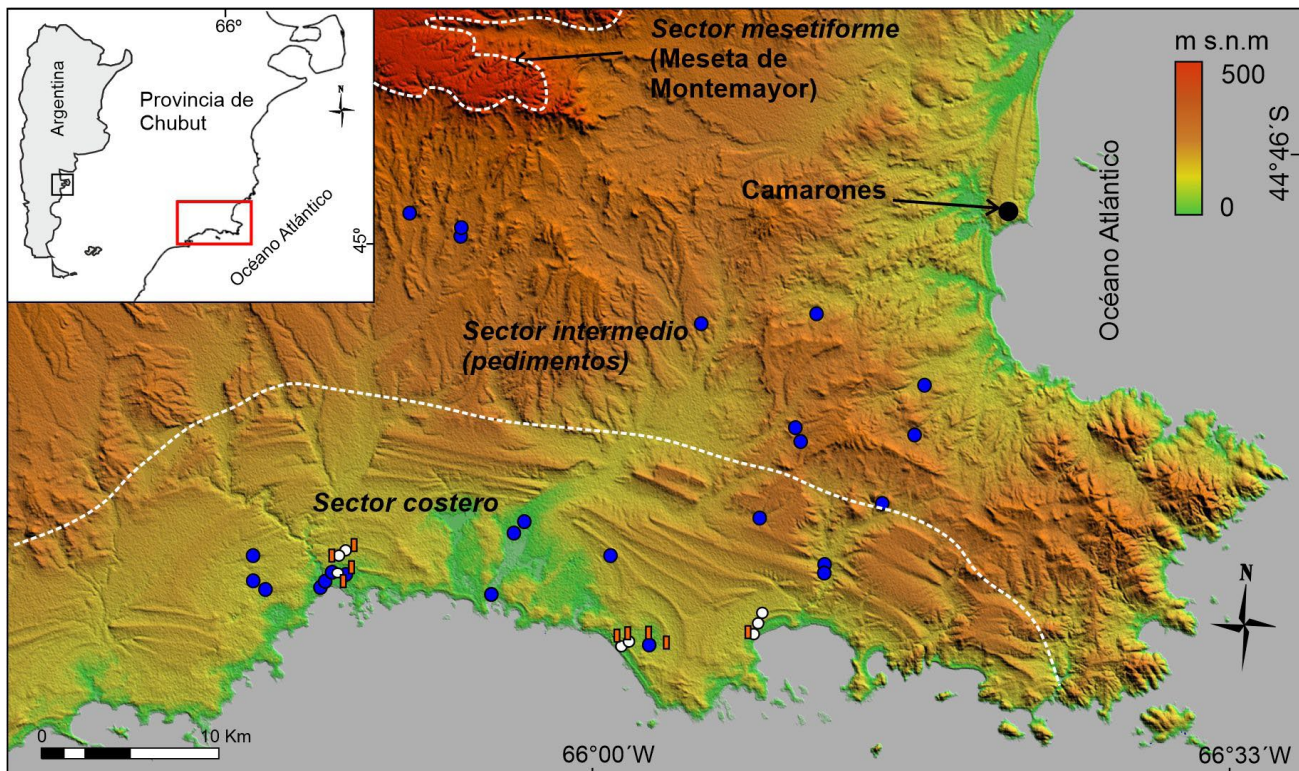 66°
Argentina
Provincia de
Chubut
N
Océano Atlántico
45º
Sector mesetiforme
(Meseta de
Montemayor)
m s.n.m
500
0
44°46´S
Océano Atlántico
Camarones
Sector intermedio
(pedimentos)
Sector costero
N
0
10 Km
66°00´W
66°33´W